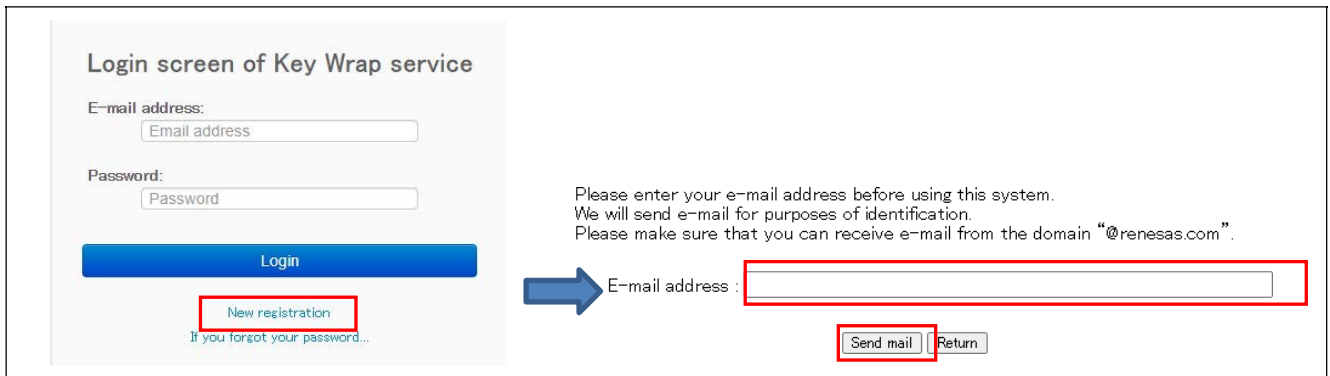 Login screen of Key Wrap service
E-mail address:
Email address
Password:
Password
Login
New registration
If you forgot your password...
Please enter your e-mail address before using this system.
We will send e-mail for purposes of identification.
Please make sure that you can receive e-mail from the domain “@renesas.com”.
E-mail address :
Send mail Return